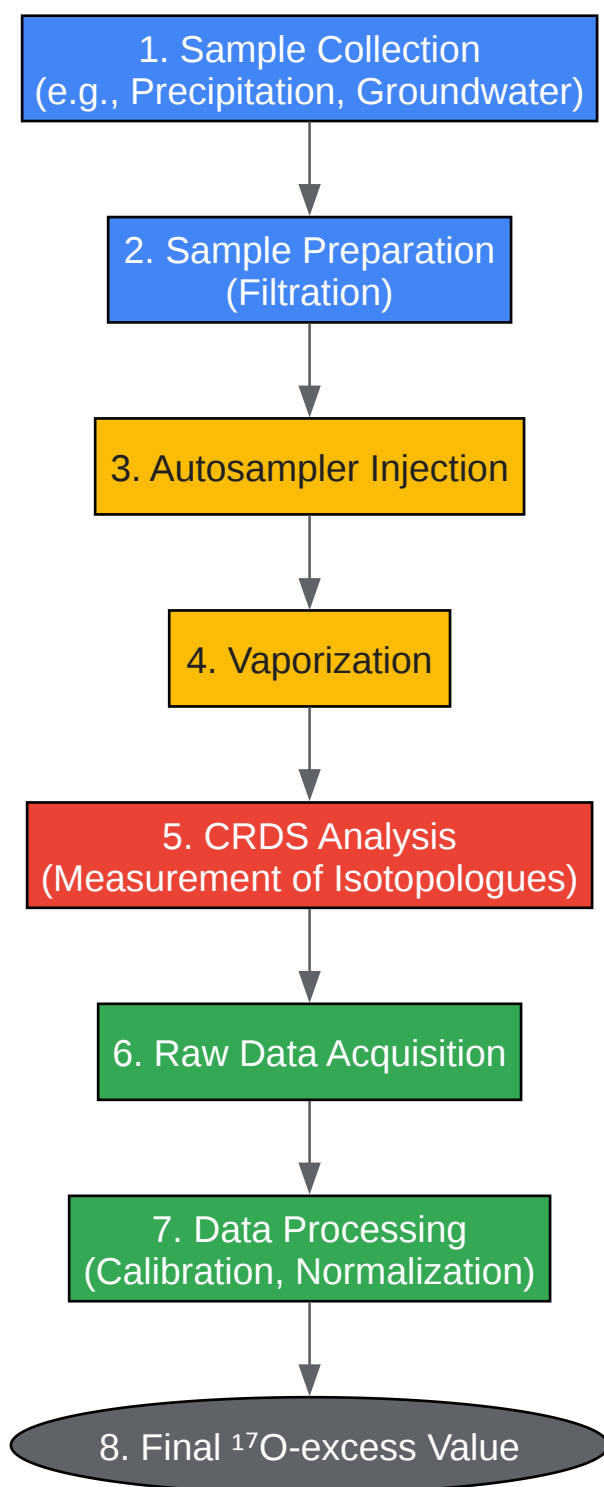 1. Sample Collection
(e.g., Precipitation, Groundwater)
2. Sample Preparation
(Filtration)
3. Autosampler Injection
4. Vaporization
5. CRDS Analysis
(Measurement of Isotopologues)
6. Raw Data Acquisition
7. Data Processing
(Calibration, Normalization)
8. Final ¹⁷O-excess Value